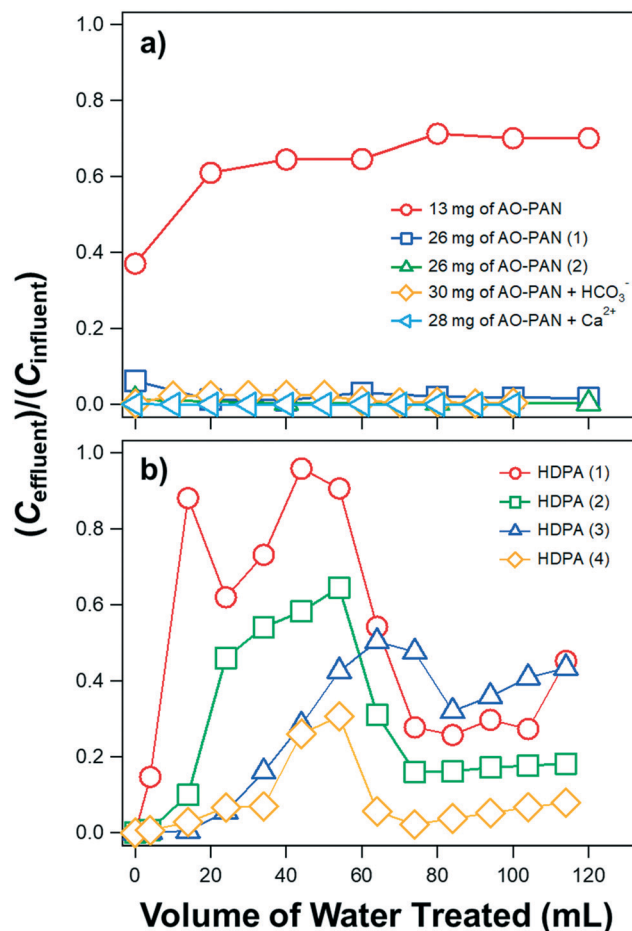 a)
1.0
0.8
0.6
0.4
0.2
0.0
13 mg of AO-PAN
26 mg of AO-PAN (1)
26 mg of AO-PAN (2)
30 mg of AO-PAN + HCO₃⁻
28 mg of AO-PAN + Ca²⁺
(C_effluent)/(C_influent)
b)
1.0
0.8
0.6
0.4
0.2
0.0
HDPA (1)
HDPA (2)
HDPA (3)
HDPA (4)
0 20 40 60 80 100 120
Volume of Water Treated (mL)